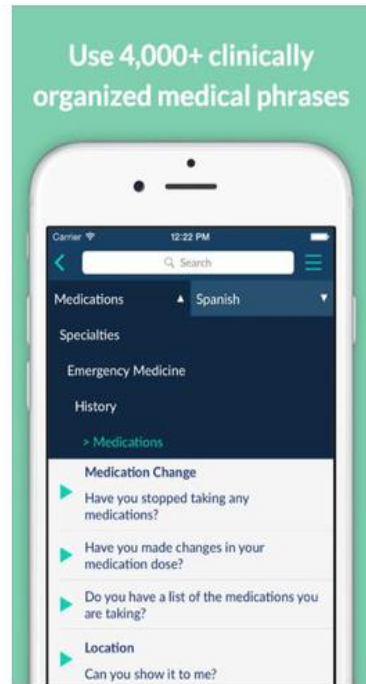 Use 4,000+ clinically
organized medical phrases
Carrier
12:22 PM
Search
Medications ▲ Spanish ▼
Specialties
Emergency Medicine
History
> Medications
Medication Change
Have you stopped taking any
medications?
Have you made changes in your
medication dose?
Do you have a list of the medications you
are taking?
Location
Can you show it to me?